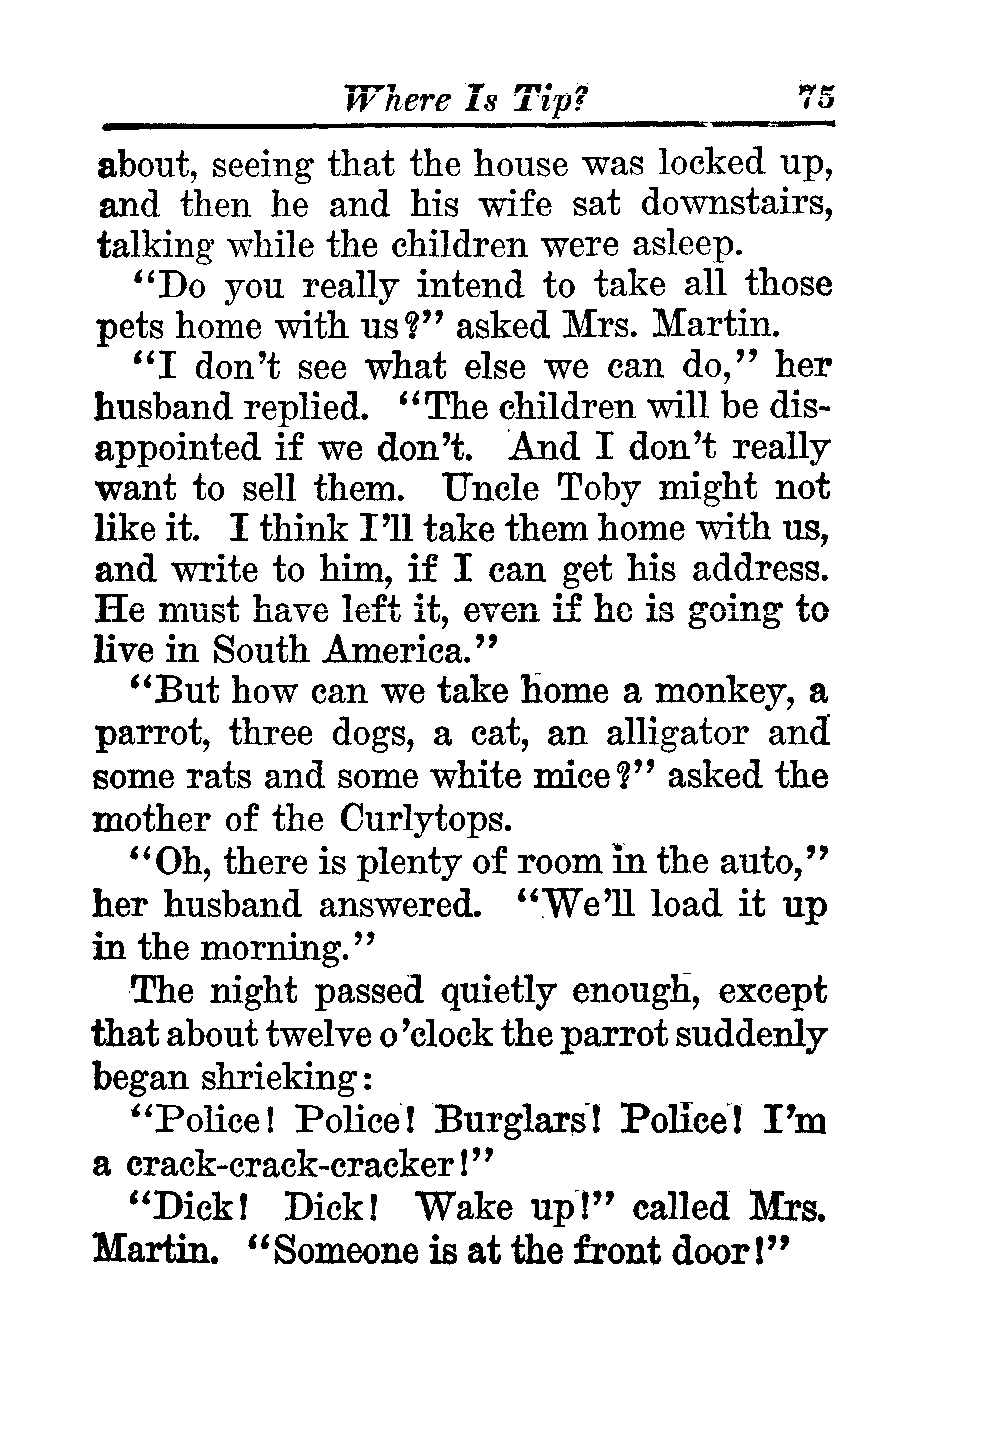 Where Is Tip? 75
about, seeing that the house was locked up,
and then he and his wife sat downstairs,
talking while the children were asleep.
“Do you really intend to take all those
pets home with us?” asked Mrs. Martin.
“I don’t see what else we can do,” her
husband replied. “The children will be dis-
appointed if we don’t. And I don’t really
want to sell them. Uncle Toby might not
like it. I think I’ll take them home with us,
and write to him, if I can get his address.
He must have left it, even if he is going to
live in South America.”
“But how can we take home a monkey, a
parrot, three dogs, a cat, an alligator and
some rats and some white mice?” asked the
mother of the Curlytops.
“Oh, there is plenty of room in the auto,”
her husband answered. “We’ll load it up
in the morning.”
The night passed quietly enough, except
that about twelve o’clock the parrot suddenly
began shrieking:
“Police! Police! Burglars! Police! I’m
a crack-crack-cracker!”
“Dick! Dick! Wake up!” called Mrs.
Martin. “Someone is at the front door!”